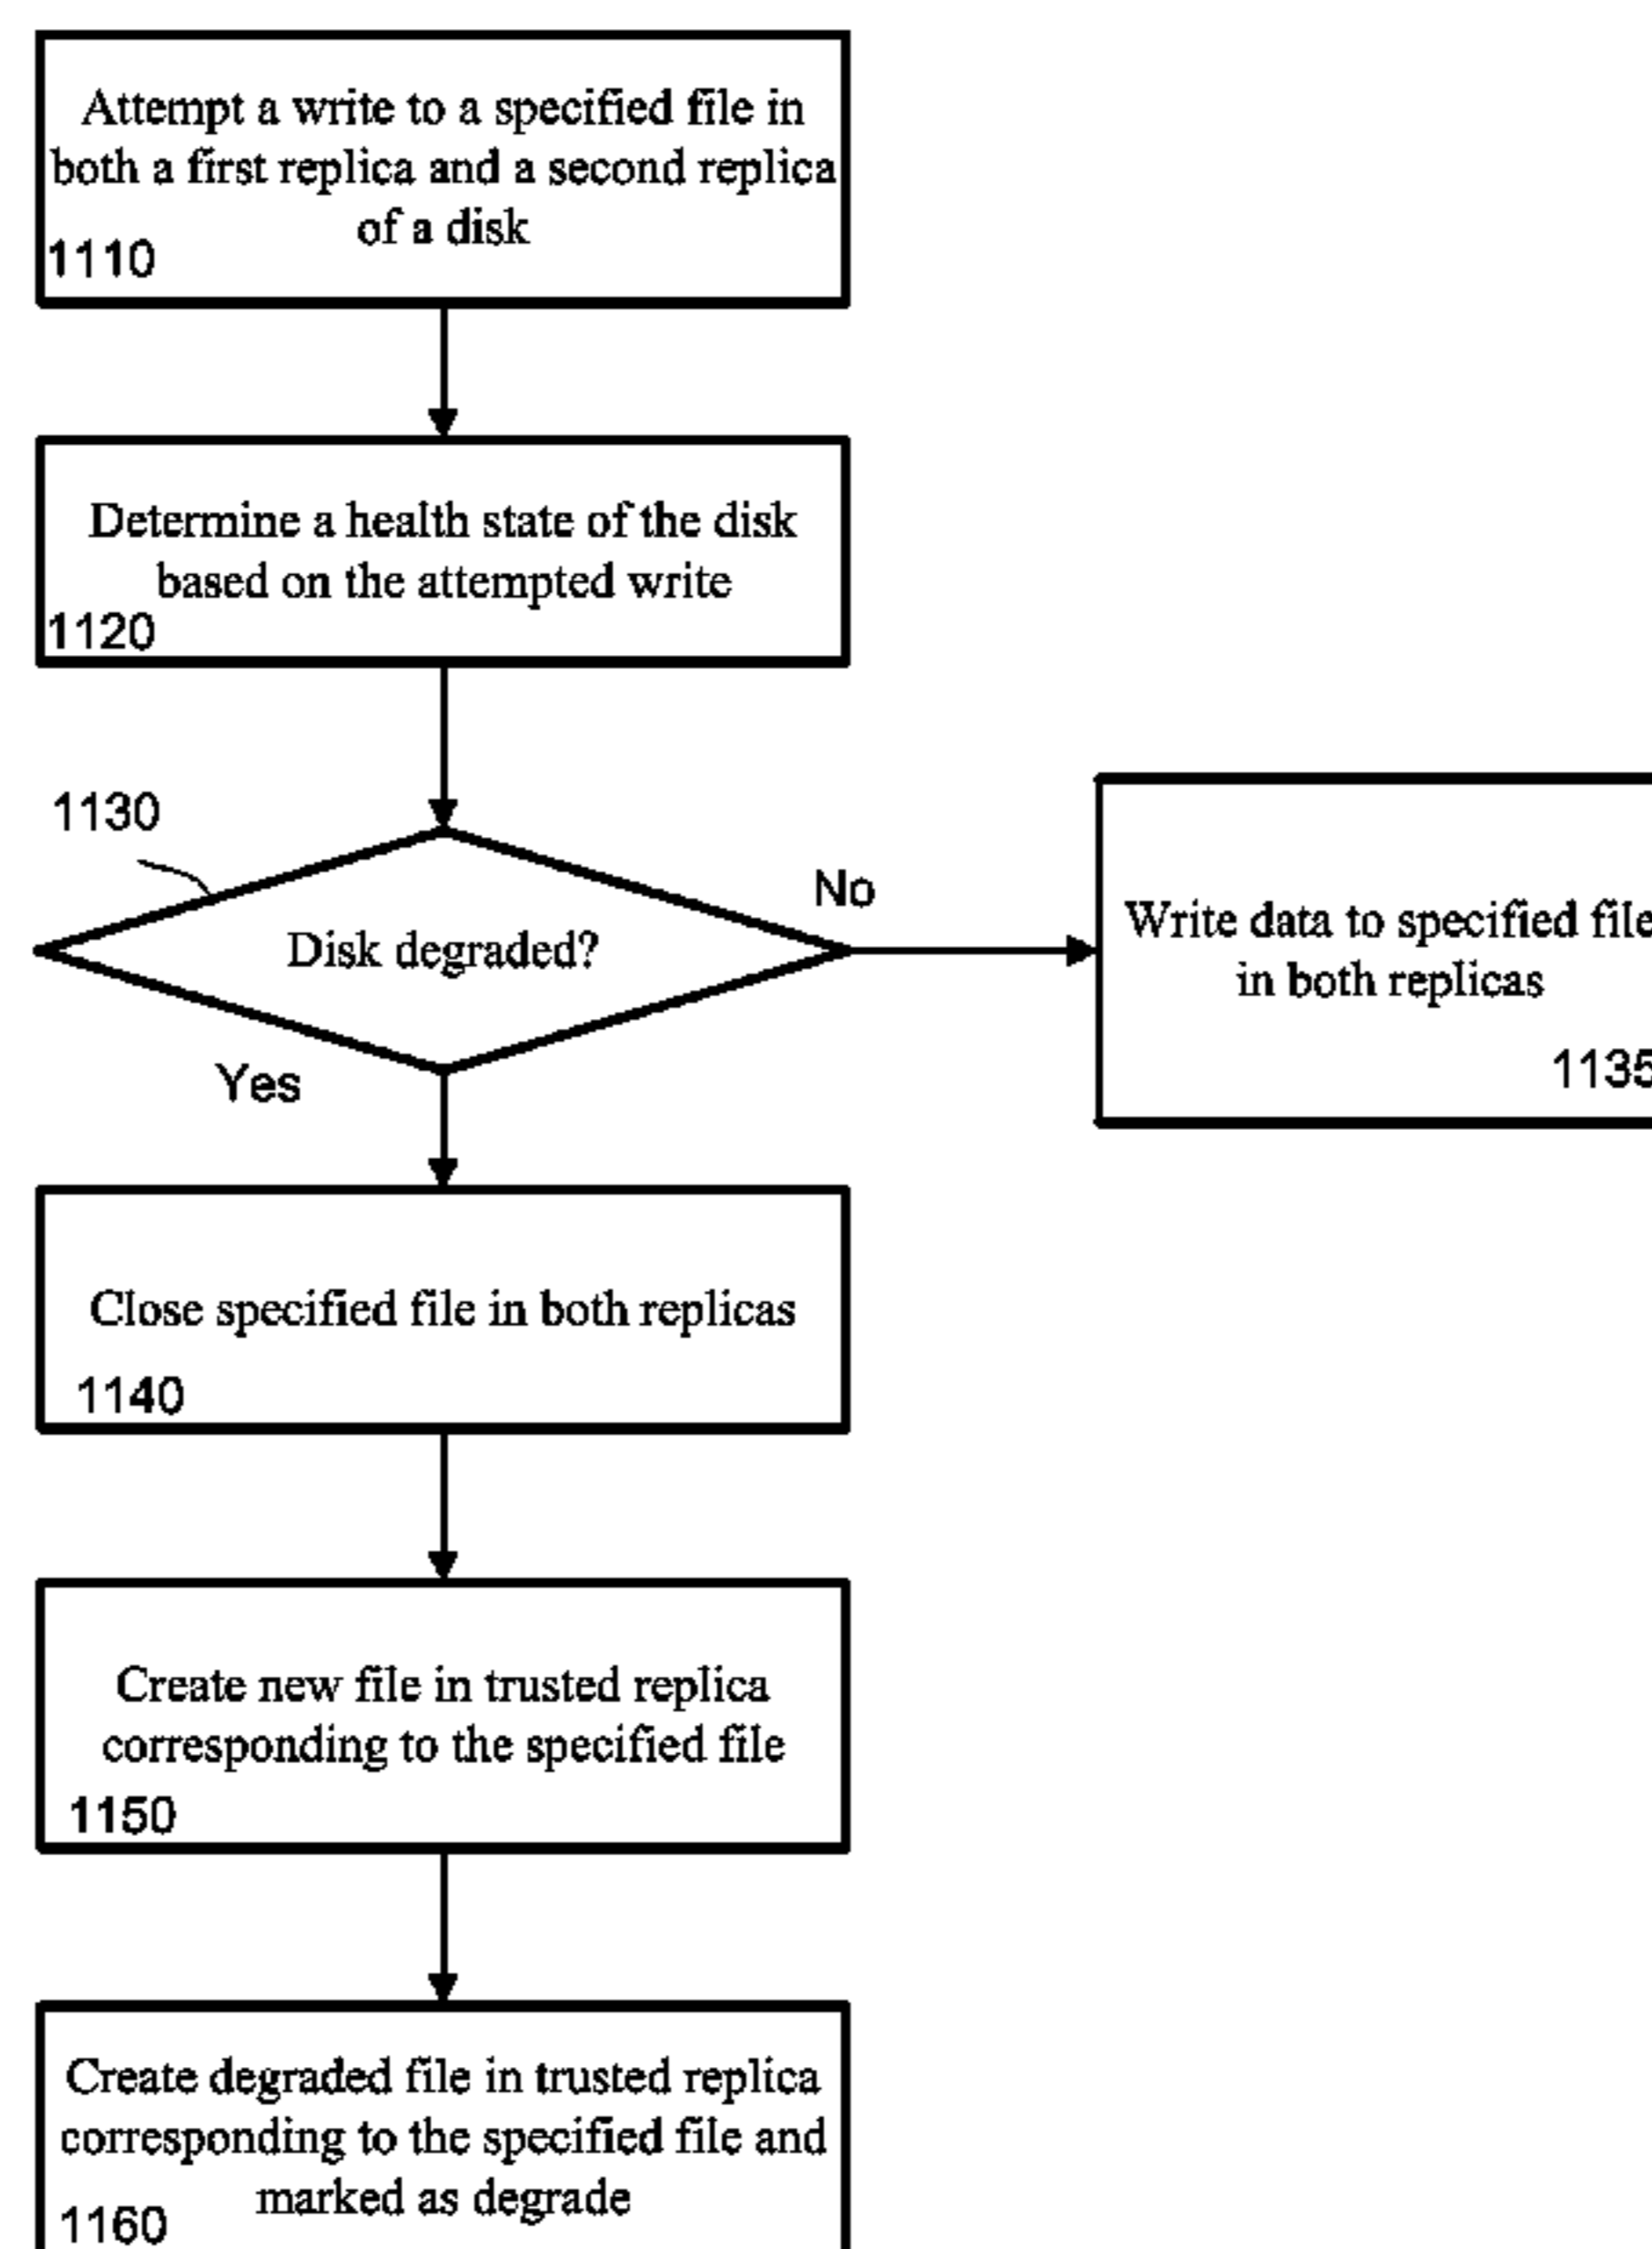 Attempt a write to a specified file in
both a first replica and a second replica
of a disk
1110
Determine a health state of the disk
based on the attempted write
1120
1130
Disk degraded?
No
Yes
Write data to specified file
in both replicas
1135
Close specified file in both replicas
1140
Create new file in trusted replica
corresponding to the specified file
1150
Create degraded file in trusted replica
corresponding to the specified file and
marked as degrade
1160